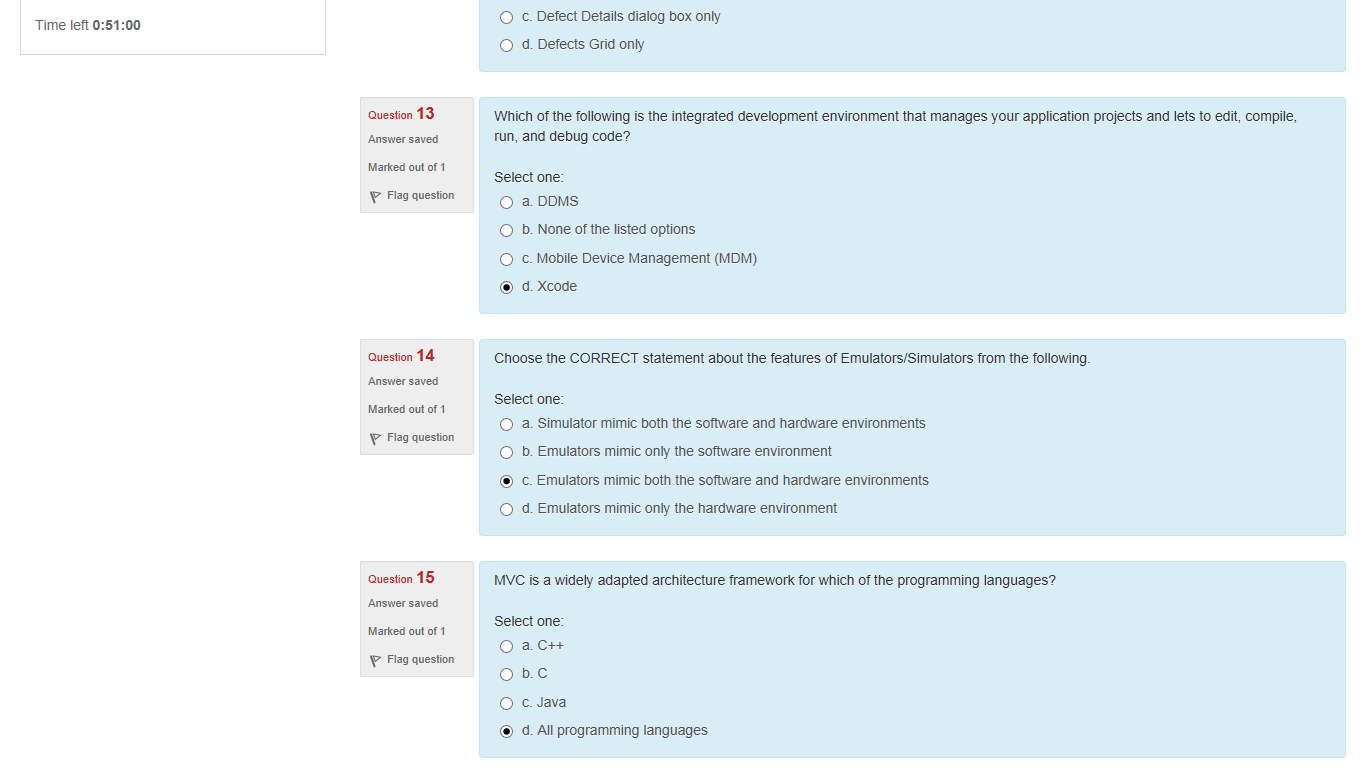 Time left 0:51:00
c. Defect Details dialog box only
d. Defects Grid only
Question 13
Answer saved
Marked out of 1
Flag question
Which of the following is the integrated development environment that manages your application projects and lets to edit, compile,
run, and debug code?
Select one:
a. DDMS
b. None of the listed options
c. Mobile Device Management (MDM)
d. Xcode
Question 14
Answer saved
Marked out of 1
Flag question
Choose the CORRECT statement about the features of Emulators/Simulators from the following.
Select one:
a. Simulator mimic both the software and hardware environments
b. Emulators mimic only the software environment
c. Emulators mimic both the software and hardware environments
d. Emulators mimic only the hardware environment
Question 15
Answer saved
Marked out of 1
Flag question
MVC is a widely adapted architecture framework for which of the programming languages?
Select one:
a. C++
b. C
c. Java
d. All programming languages